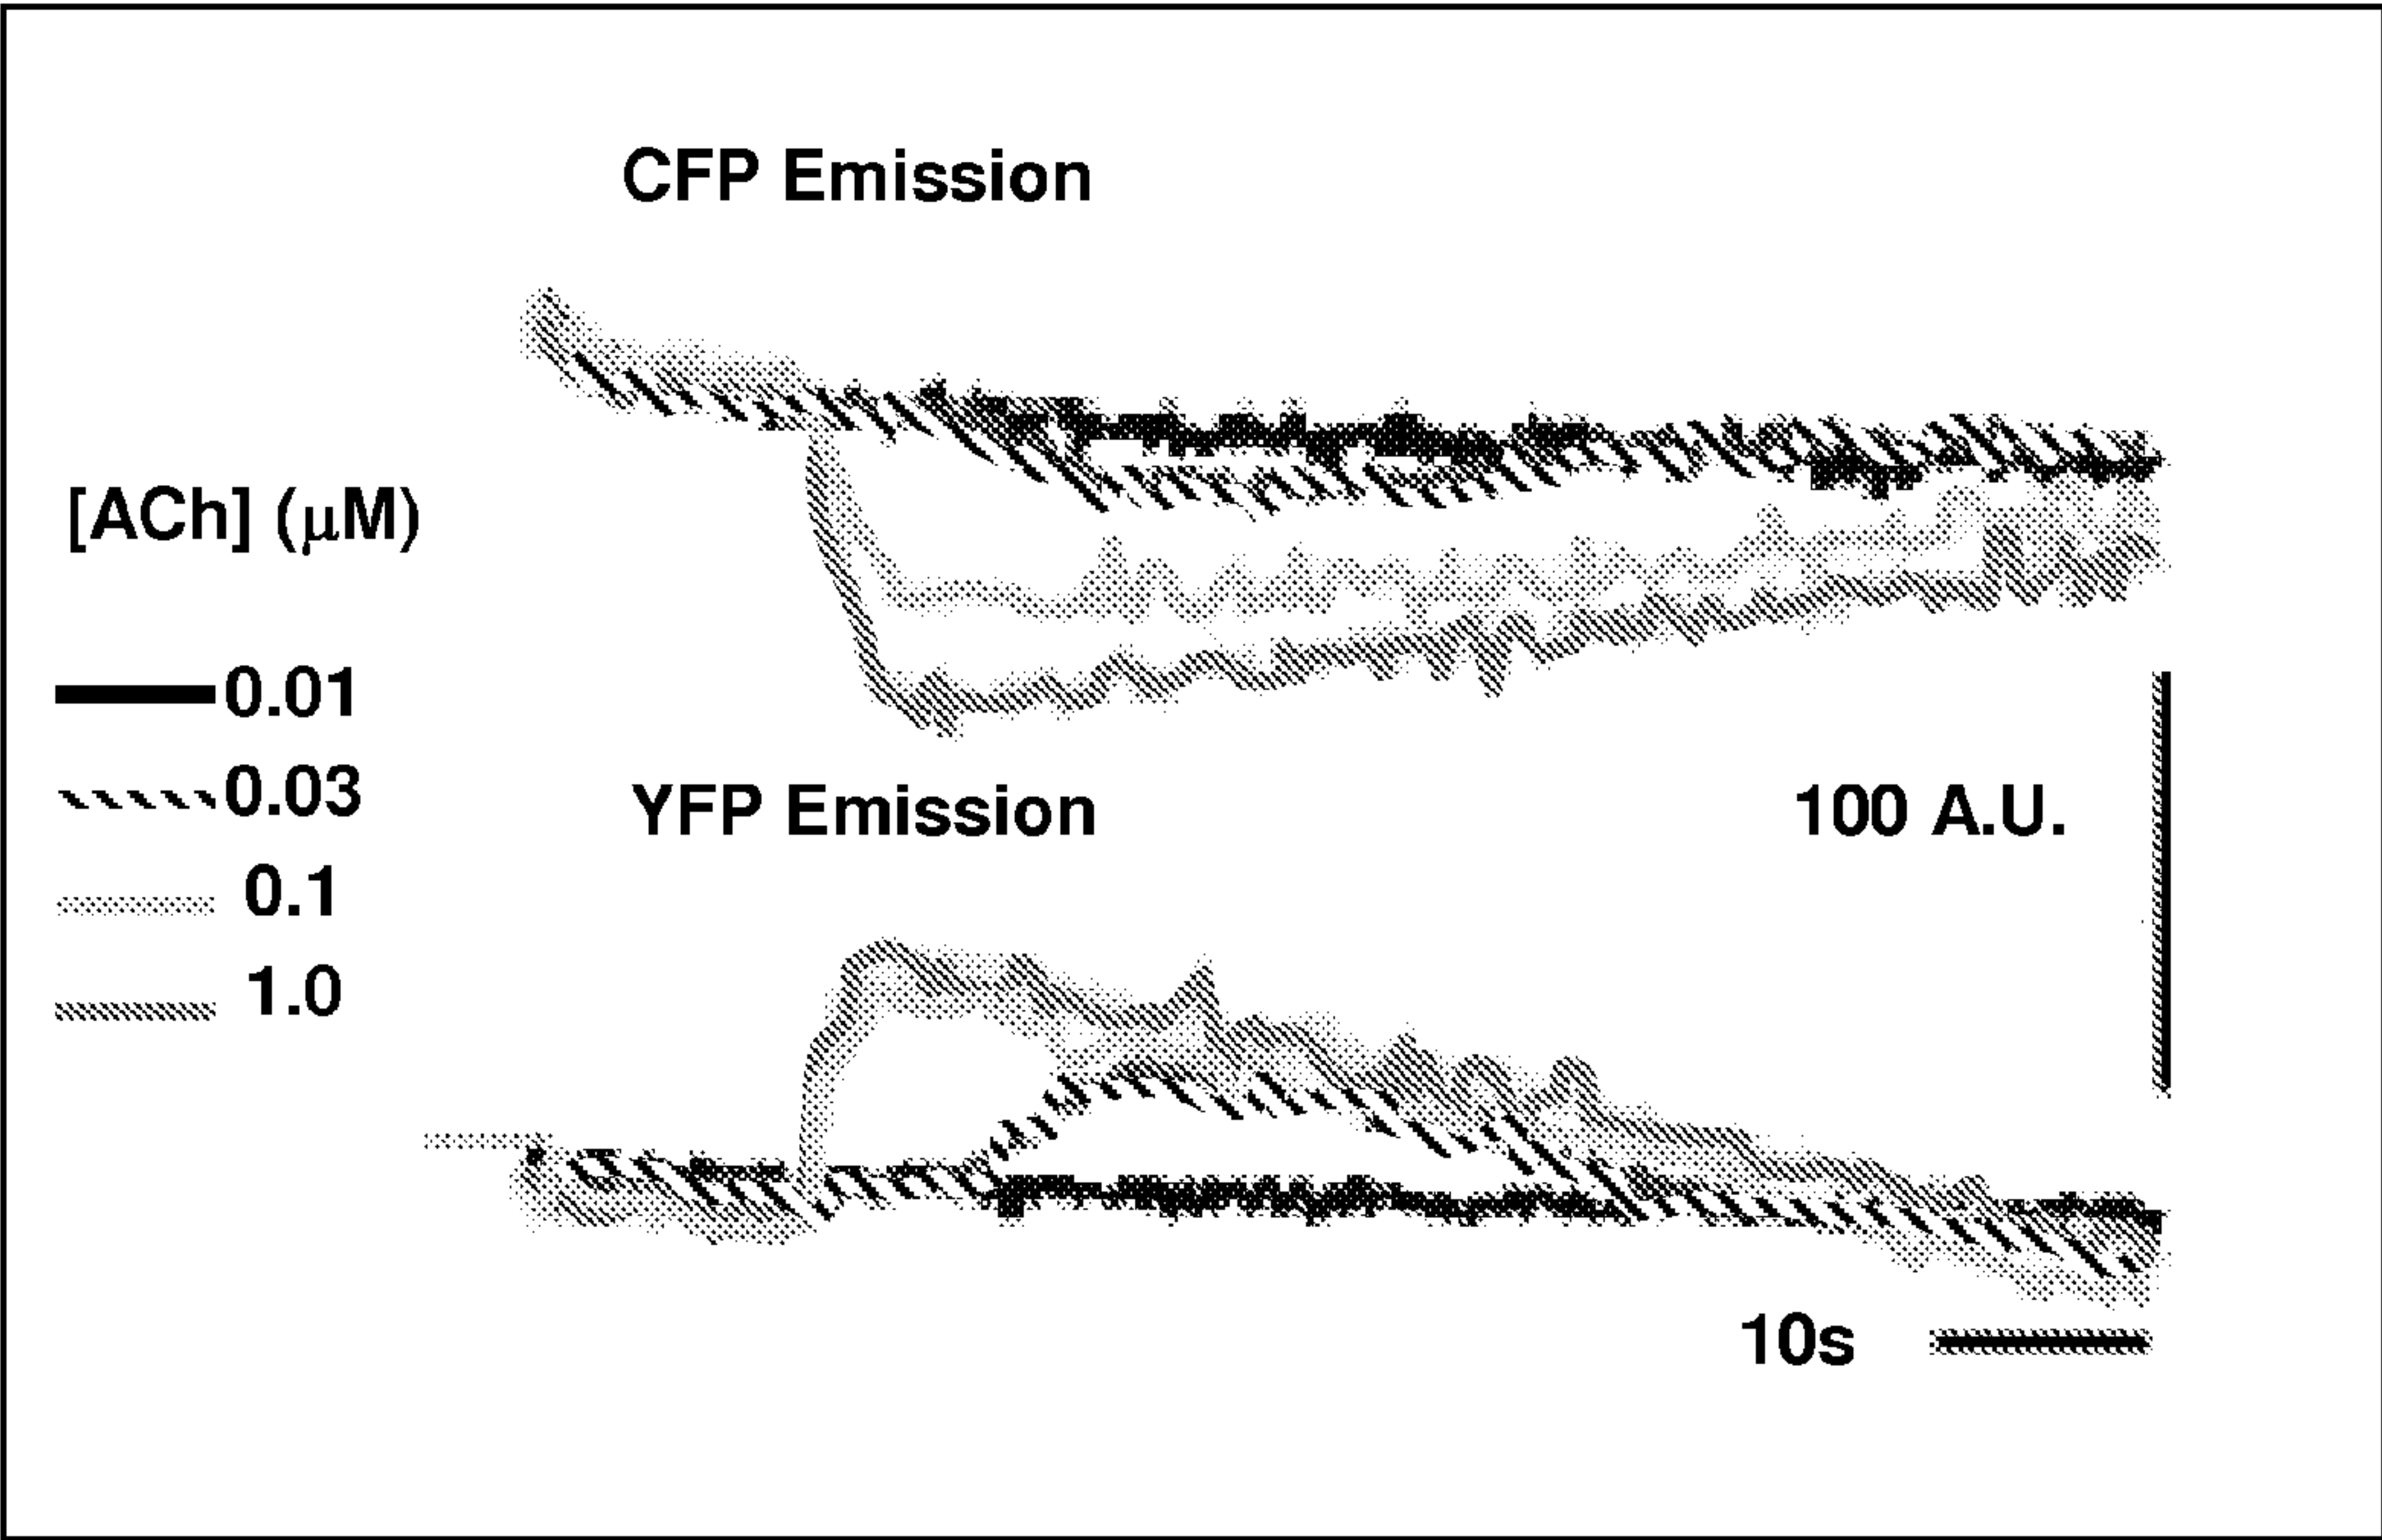 CFP Emission
[ACh] (μM)
0.01
0.03
0.1
1.0
YFP Emission
100 A.U.
10s